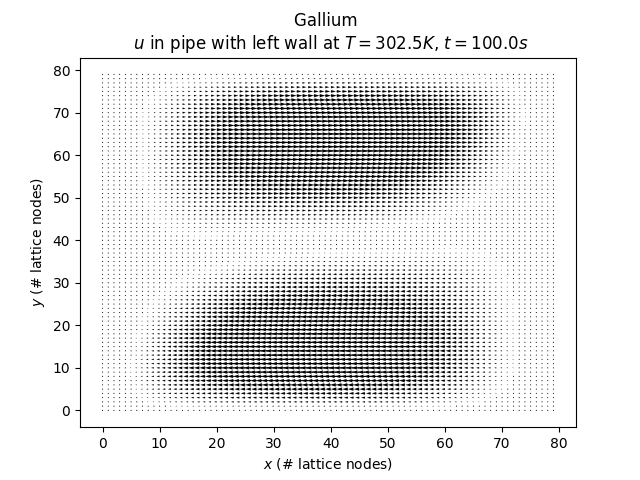 Gallium
u in pipe with left wall at T = 302.5K, t = 100.0s
80
70
60
50
40
30
20
10
0
y (# lattice nodes)
0 10 20 30 40 50 60 70 80
x (# lattice nodes)